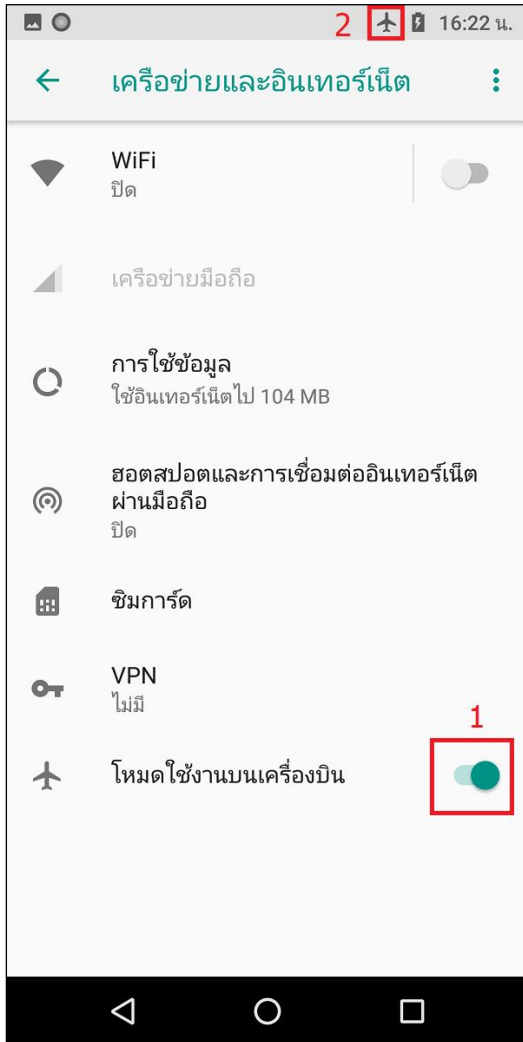 2 16:22 น.
เครือข่ายและอินเทอร์เน็ต
WiFi
ปิด
เครือข่ายมือถือ
การใช้ข้อมูล
ใช้อินเทอร์เน็ตไป 104 MB
ฮอตสปอตและการเชื่อมต่ออินเทอร์เน็ต
ผ่านมือถือ
ปิด
ซิมการ์ด
VPN
ไม่มี
1
โหมดใช้งานบนเครื่องบิน